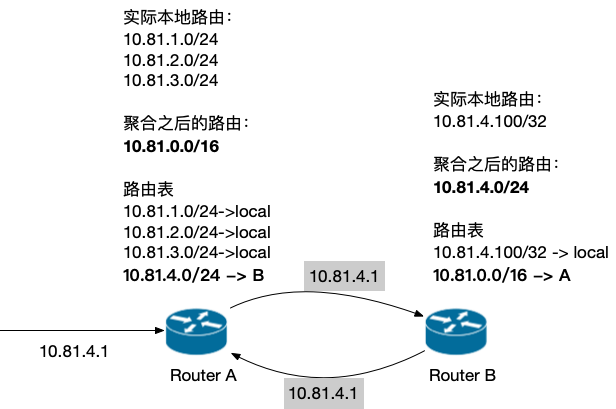 实际本地路由：
10.81.1.0/24
10.81.2.0/24
10.81.3.0/24
聚合之后的路由：
10.81.0.0/16
路由表
10.81.1.0/24->local
10.81.2.0/24->local
10.81.3.0/24->local
10.81.4.0/24 –> B
实际本地路由：
10.81.4.100/32
聚合之后的路由：
10.81.4.0/24
路由表
10.81.4.100/32 -> local
10.81.0.0/16 –> A
10.81.4.1
10.81.4.1
Router A
Router B
10.81.4.1